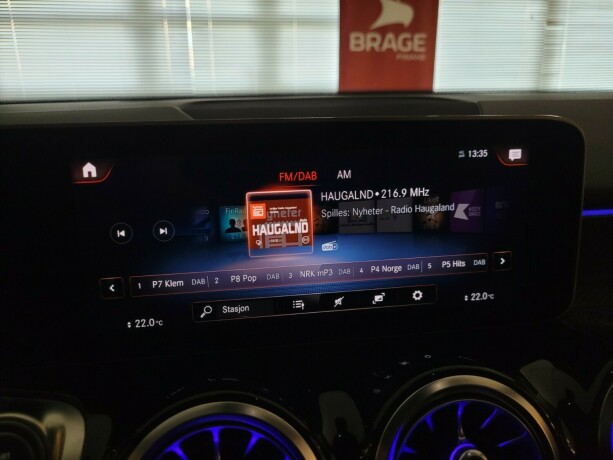 BRAGE
FINANS
13:35
FM/DAB AM
HAUGALND • 216.9 MHz
Spilles: Nyheter - Radio Haugaland
Nyheter
HAUGALND
1 P7 Klem DAB 2 P8 Pop DAB 3 NRK mP3 DAB 4 P4 Norge DAB 5 P5 Hits DAB
Stasjon
22.0°C
22.0°C